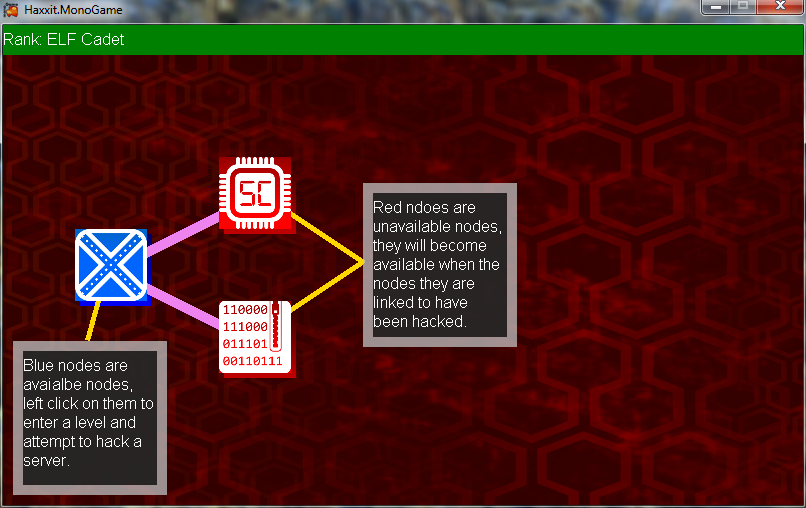 Haxxit.MonoGame
Rank: ELF Cadet
5C
Red ndoes are
unavailable nodes,
they will become
available when the
nodes they are
linked to have
been hacked.
110000
111000
011101
00110111
Blue nodes are
avaialbe nodes,
left click on them to
enter a level and
attempt to hack a
server.